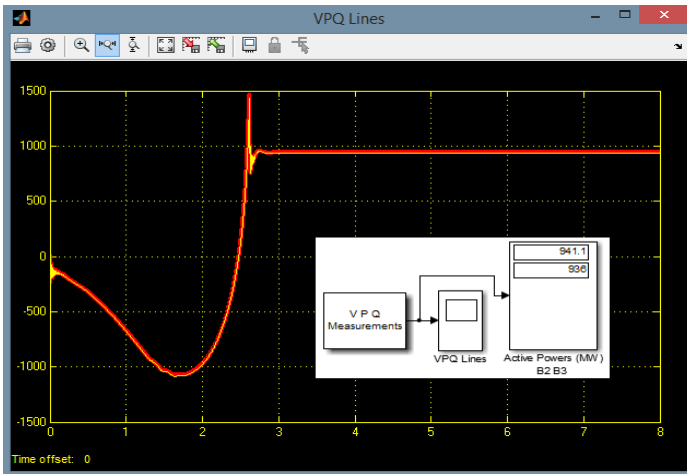 VPQ Lines
1500
1000
500
0
-500
-1000
-1500
0 1 2 3 4 5 6 7 8
941.1
936
V P Q
Measurements
VPQ Lines
Active Powers (MW)
B2 B3
Time offset: 0